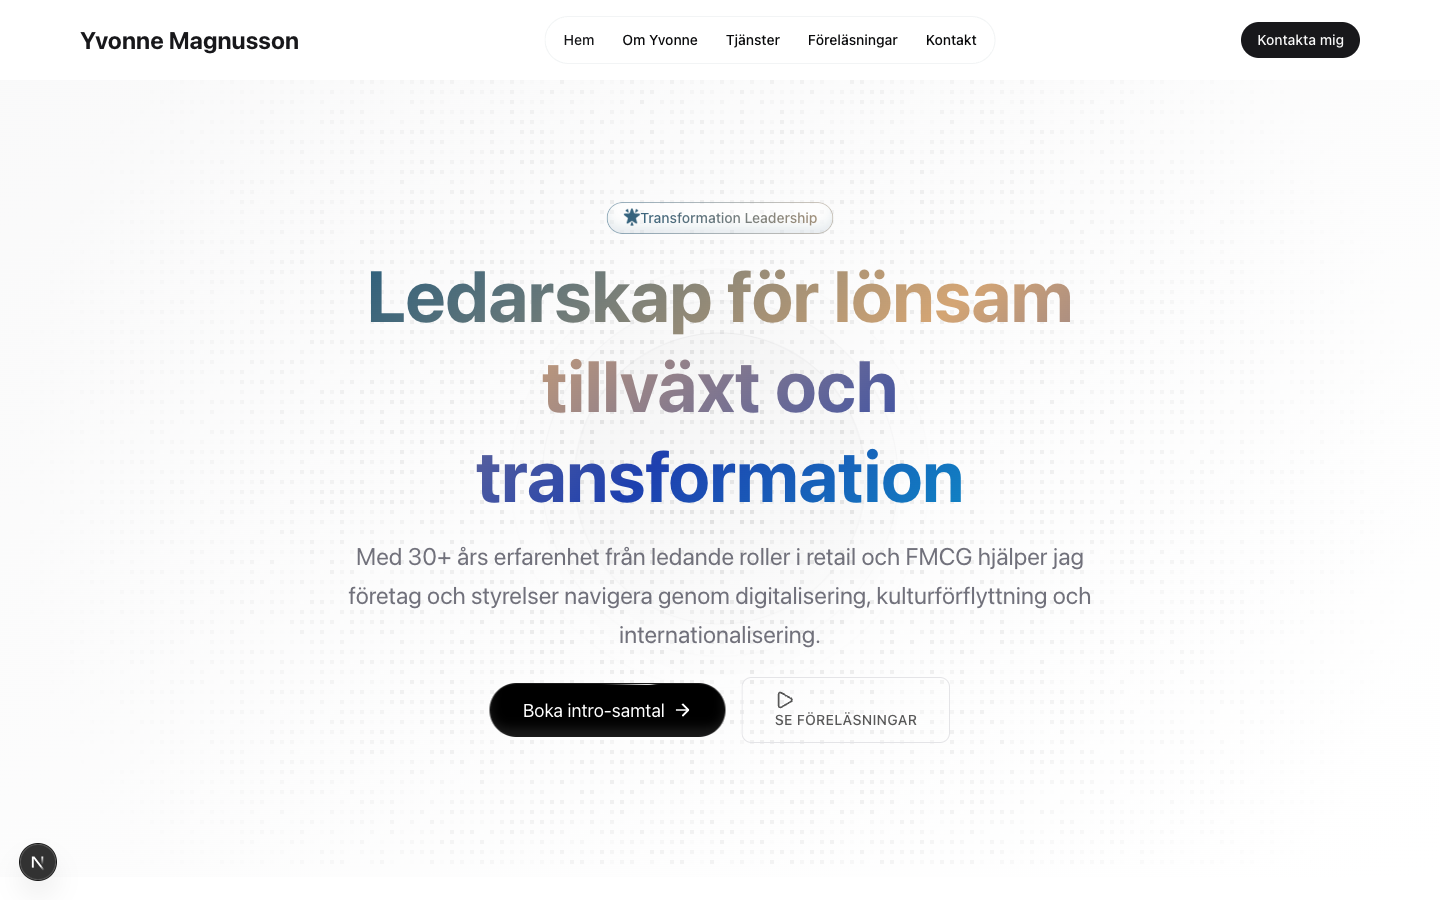 Yvonne Magnusson
Hem
Om Yvonne
Tjänster
Föreläsningar
Kontakt
Kontakta mig
Transformation Leadership
Ledarskap för lönsam
tillväxt och
transformation
Med 30+ års erfarenhet från ledande roller i retail och FMCG hjälper jag
företag och styrelser navigera genom digitalisering, kulturförflyttning och
internationalisering.
Boka intro-samtal
SE FÖRELÄSNINGAR
N